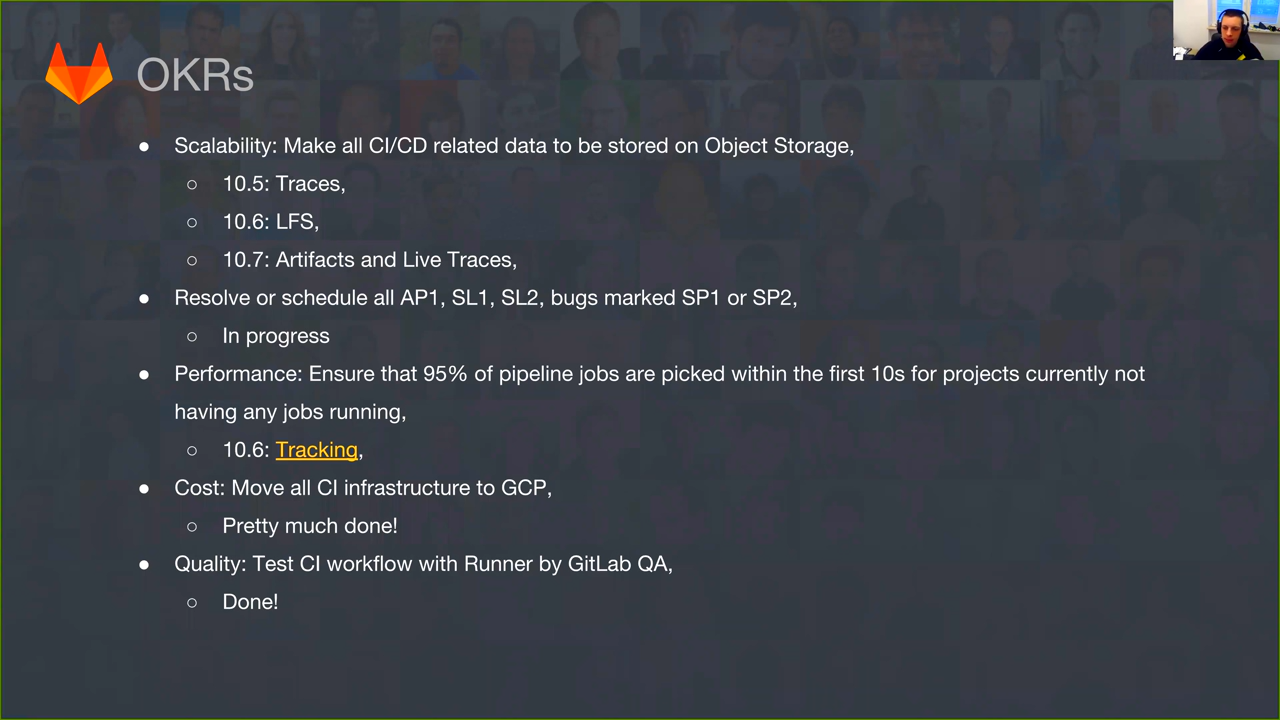 OKRs
● Scalability: Make all CI/CD related data to be stored on Object Storage,
○ 10.5: Traces,
○ 10.6: LFS,
○ 10.7: Artifacts and Live Traces,
● Resolve or schedule all AP1, SL1, SL2, bugs marked SP1 or SP2,
○ In progress
● Performance: Ensure that 95% of pipeline jobs are picked within the first 10s for projects currently not
having any jobs running,
○ 10.6: Tracking,
● Cost: Move all CI infrastructure to GCP,
○ Pretty much done!
● Quality: Test CI workflow with Runner by GitLab QA,
○ Done!